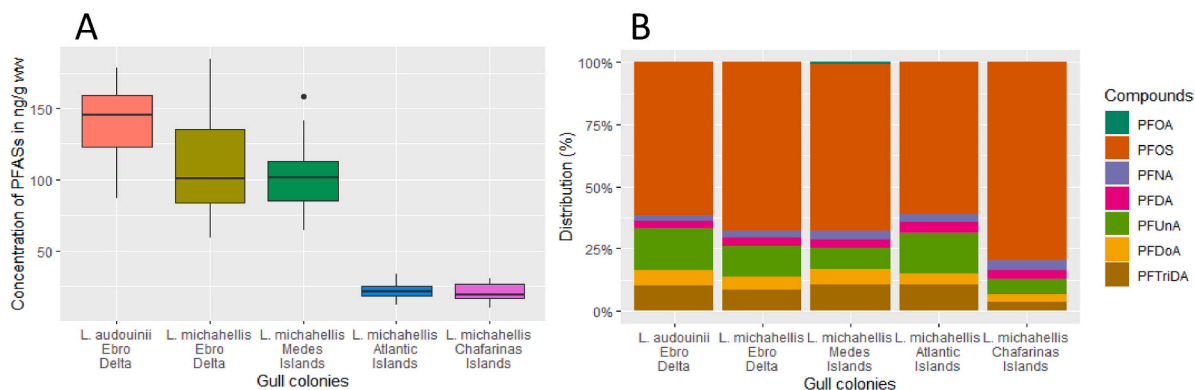 A
Concentration of PFASs in ng/g ww
150
100
50
L. audouinii
Ebro
Delta
L. michahellis
Ebro
Delta
L. michahellis
Medes
Islands
L. michahellis
Atlantic
Islands
L. michahellis
Chafarinas
Islands
Gull colonies
B
Distribution (%)
100%
75%
50%
25%
0%
L. audouinii
Ebro
Delta
L. michahellis
Ebro
Delta
L. michahellis
Medes
Islands
L. michahellis
Atlantic
Islands
L. michahellis
Chafarinas
Islands
Gull colonies
Compounds
PFOA
PFOS
PFNA
PFDA
PFUnA
PFDoA
PFTriDA